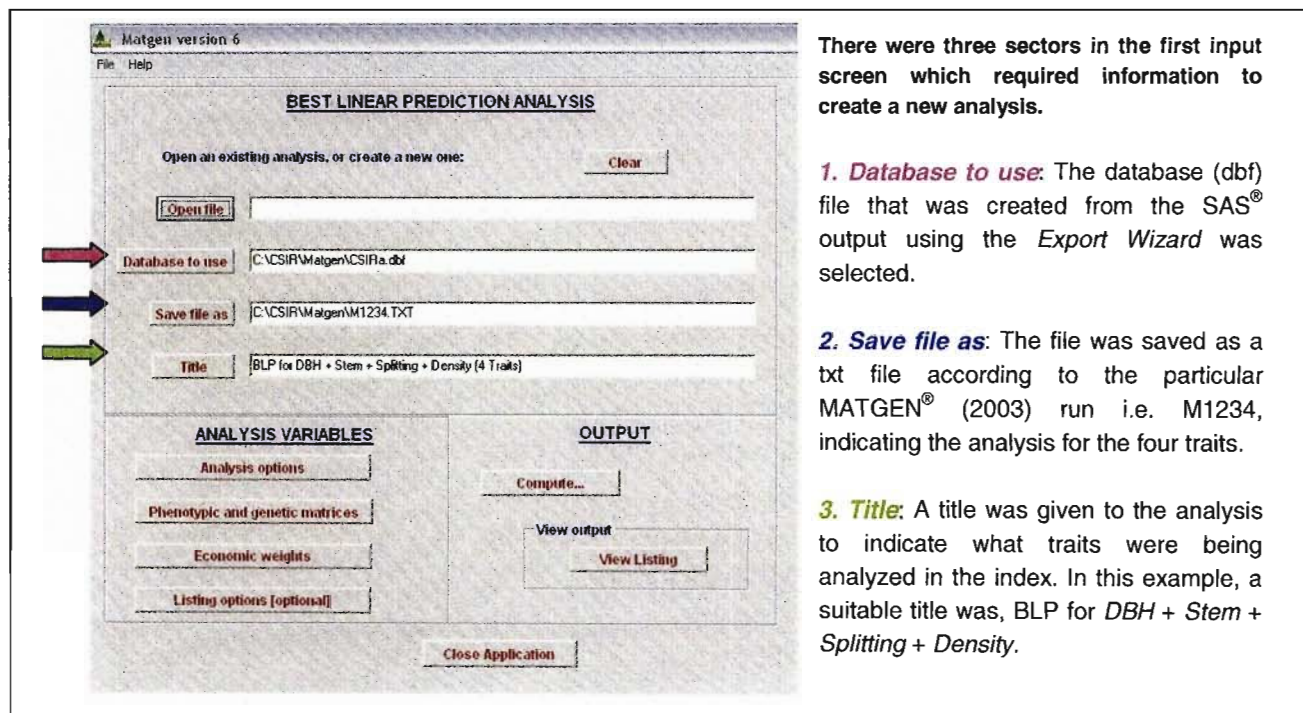 Matgen version 6
File Help
BEST LINEAR PREDICTION ANALYSIS
Open an existing analysis, or create a new one:
Clear
Open file
Database to use
C:\CSIR\Matgen\CSIRa.dbf
Save file as
C:\CSIR\Matgen\M1234.TXT
Title
BLP for DBH + Stem + Splitting + Density (4 Traits)
ANALYSIS VARIABLES
Analysis options
Phenotypic and genetic matrices
Economic weights
Listing options [optional]
OUTPUT
Compute...
View output
View Listing
Close Application
There were three sectors in the first input
screen which required information to
create a new analysis.
1. Database to use: The database (dbf)
file that was created from the SAS®
output using the Export Wizard was
selected.
2. Save file as: The file was saved as a
txt file according to the particular
MATGEN® (2003) run i.e. M1234,
indicating the analysis for the four traits.
3. Title: A title was given to the analysis
to indicate what traits were being
analyzed in the index. In this example, a
suitable title was, BLP for DBH + Stem +
Splitting + Density.